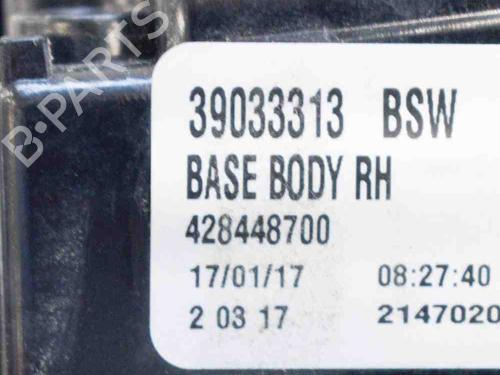 B-PARTS
39033313 BSW
BASE BODY RH
428448700
17/01/17 08:27:40
2 03 17 2147020